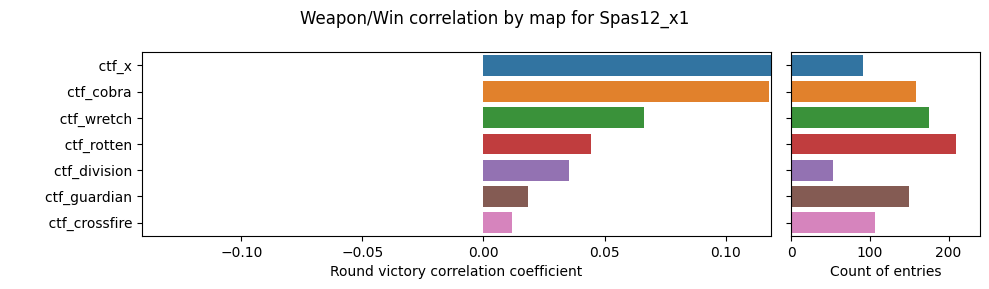 Weapon/Win correlation by map for Spas12_x1
ctf_x
ctf_cobra
ctf_wretch
ctf_rotten
ctf_division
ctf_guardian
ctf_crossfire
−0.10 −0.05 0.00 0.05 0.10
Round victory correlation coefficient
0 100 200
Count of entries